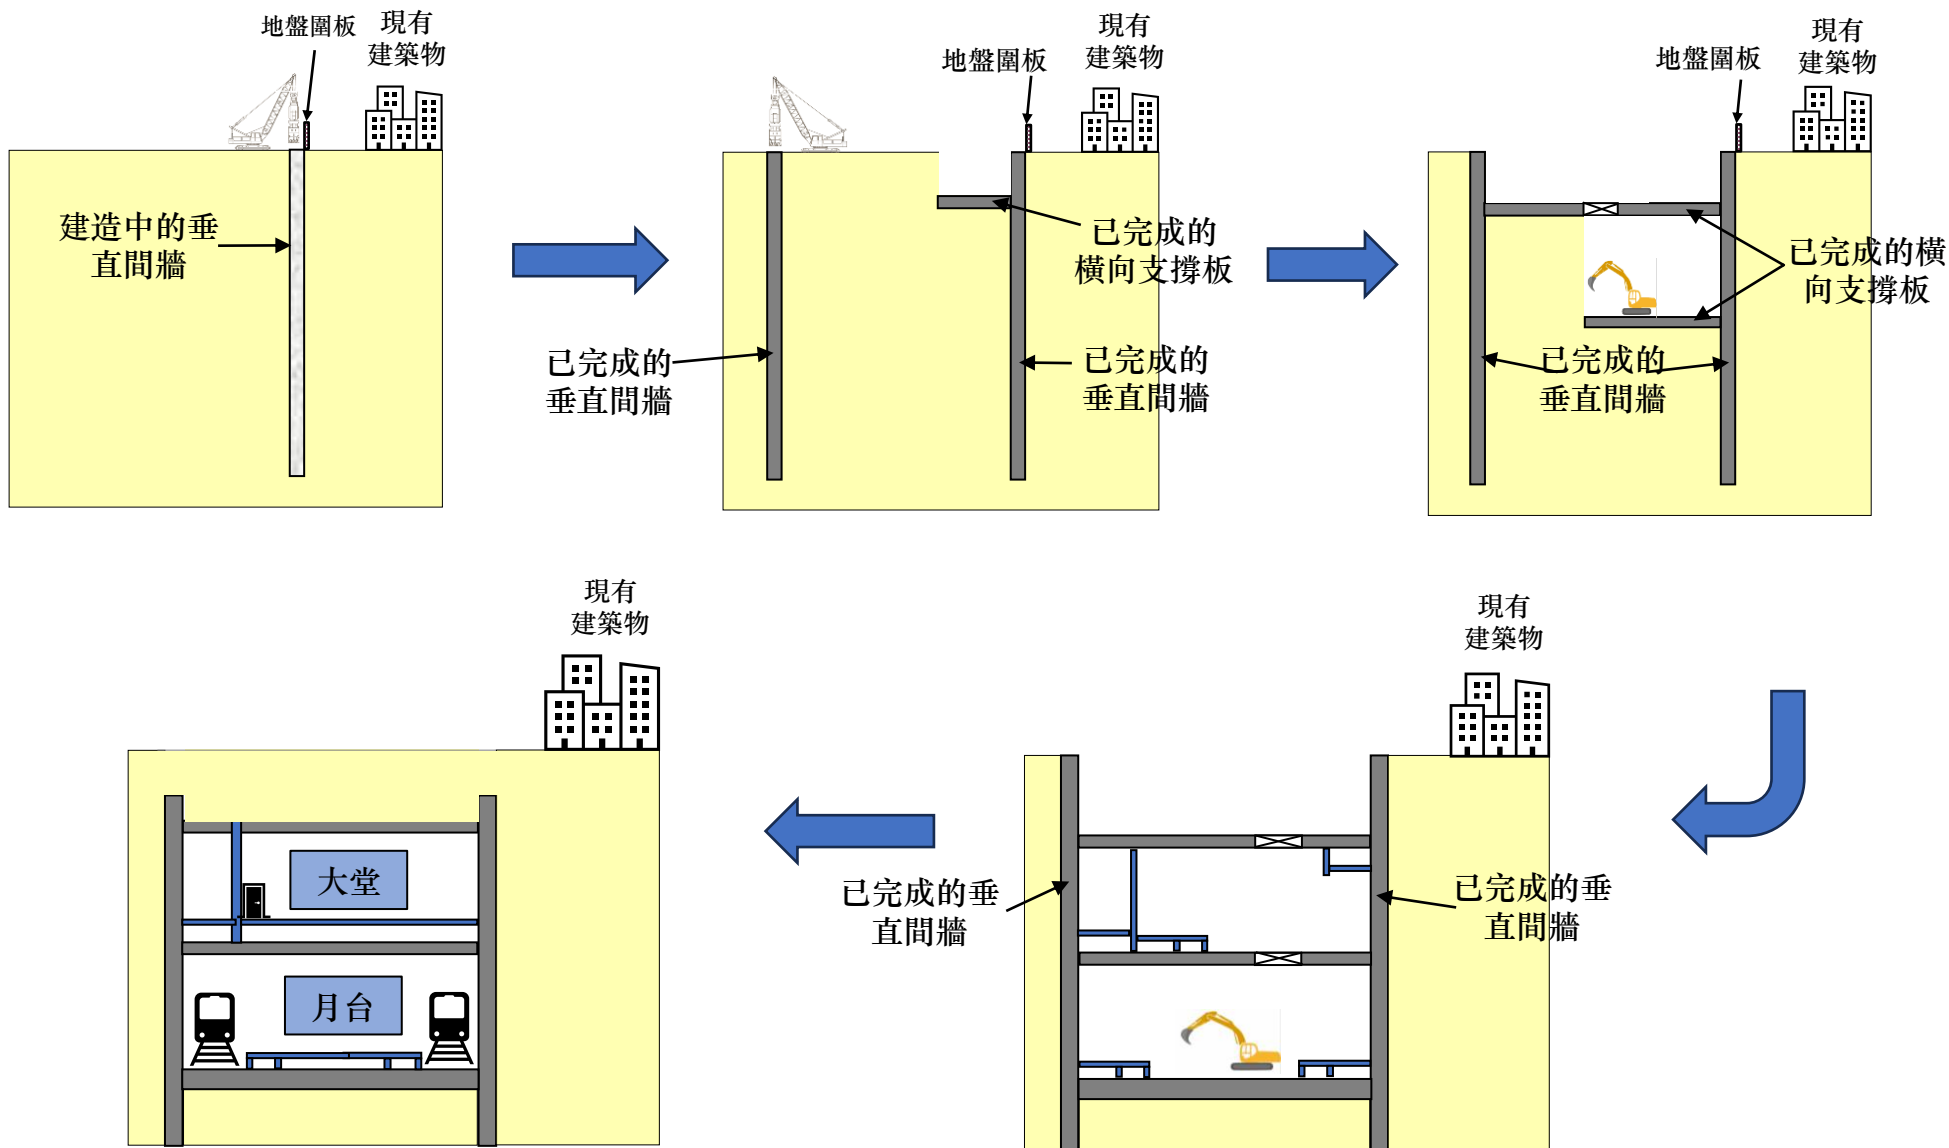 地盤圍板
現有
建築物
建造中的垂
直間牆
地盤圍板
現有
建築物
已完成的
橫向支撐板
已完成的
垂直間牆
已完成的
垂直間牆
地盤圍板
現有
建築物
已完成的橫
向支撐板
已完成的
垂直間牆
現有
建築物
已完成的垂
直間牆
已完成的垂
直間牆
現有
建築物
大堂
月台